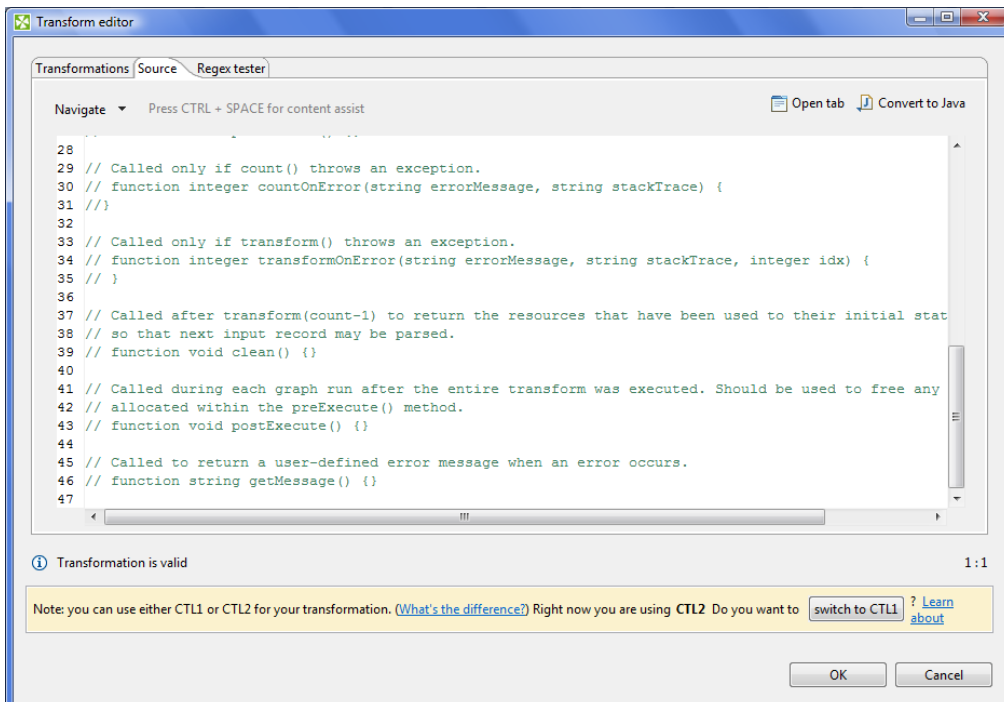 Transform editor
Transformations Source Regex tester
Navigate Press CTRL + SPACE for content assist Open tab Convert to Java
28
29 // Called only if count() throws an exception.
30 // function integer countOnError(string errorMessage, string stackTrace) {
31 //}
32
33 // Called only if transform() throws an exception.
34 // function integer transformOnError(string errorMessage, string stackTrace, integer idx) {
35 // }
36
37 // Called after transform(count-1) to return the resources that have been used to their initial stat
38 // so that next input record may be parsed.
39 // function void clean() {}
40
41 // Called during each graph run after the entire transform was executed. Should be used to free any
42 // allocated within the preExecute() method.
43 // function void postExecute() {}
44
45 // Called to return a user-defined error message when an error occurs.
46 // function string getMessage() {}
47
Transformation is valid 1:1
Note: you can use either CTL1 or CTL2 for your transformation. (What's the difference?) Right now you are using CTL2 Do you want to switch to CTL1 ? Learn
about
OK Cancel